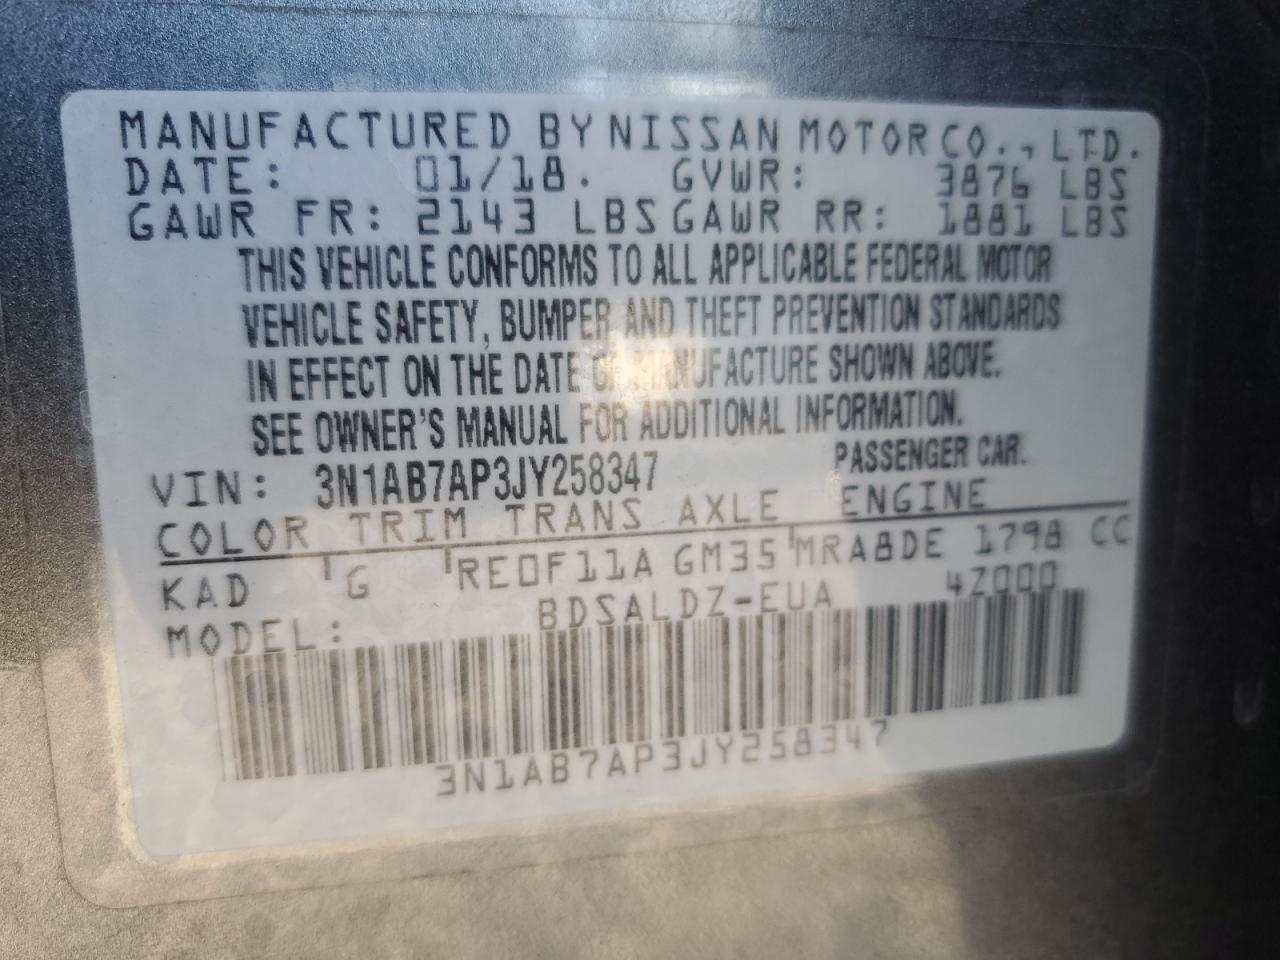 MANUFACTURED BY NISSAN MOTOR CO., LTD.
DATE: 01/18. GVWR: 3876 LBS
GAWR FR: 2143 LBS GAWR RR: 1881 LBS
THIS VEHICLE CONFORMS TO ALL APPLICABLE FEDERAL MOTOR
VEHICLE SAFETY, BUMPER AND THEFT PREVENTION STANDARDS
IN EFFECT ON THE DATE OF MANUFACTURE SHOWN ABOVE.
SEE OWNER'S MANUAL FOR ADDITIONAL INFORMATION.
VIN: 3N1AB7AP3JY258347 PASSENGER CAR.
COLOR TRIM TRANS AXLE ENGINE
KAD G RE0F11A GM35 MRA8DE 1798 CC
MODEL: BDSALDZ-EUA 4Z000
3N1AB7AP3JY258347